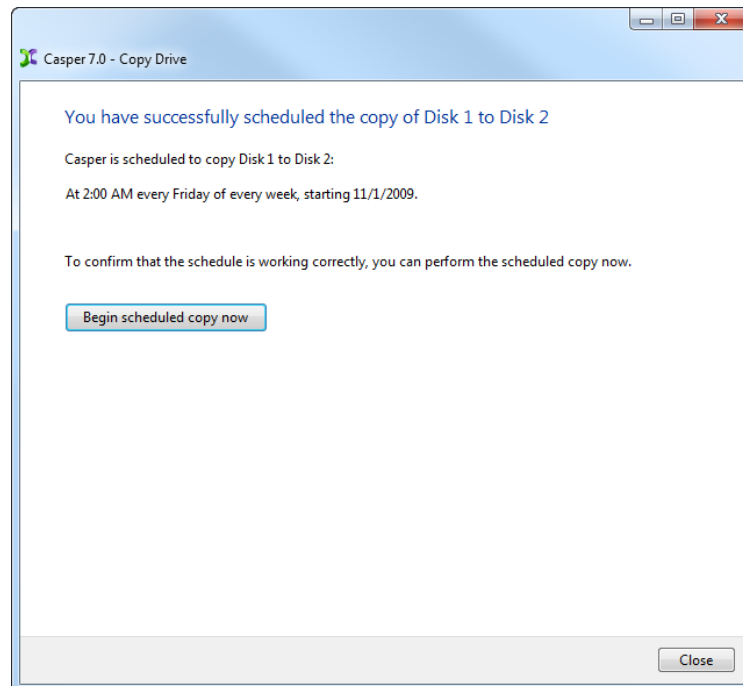 Casper 7.0 - Copy Drive
You have successfully scheduled the copy of Disk 1 to Disk 2
Casper is scheduled to copy Disk 1 to Disk 2:
At 2:00 AM every Friday of every week, starting 11/1/2009.
To confirm that the schedule is working correctly, you can perform the scheduled copy now.
Begin scheduled copy now
Close